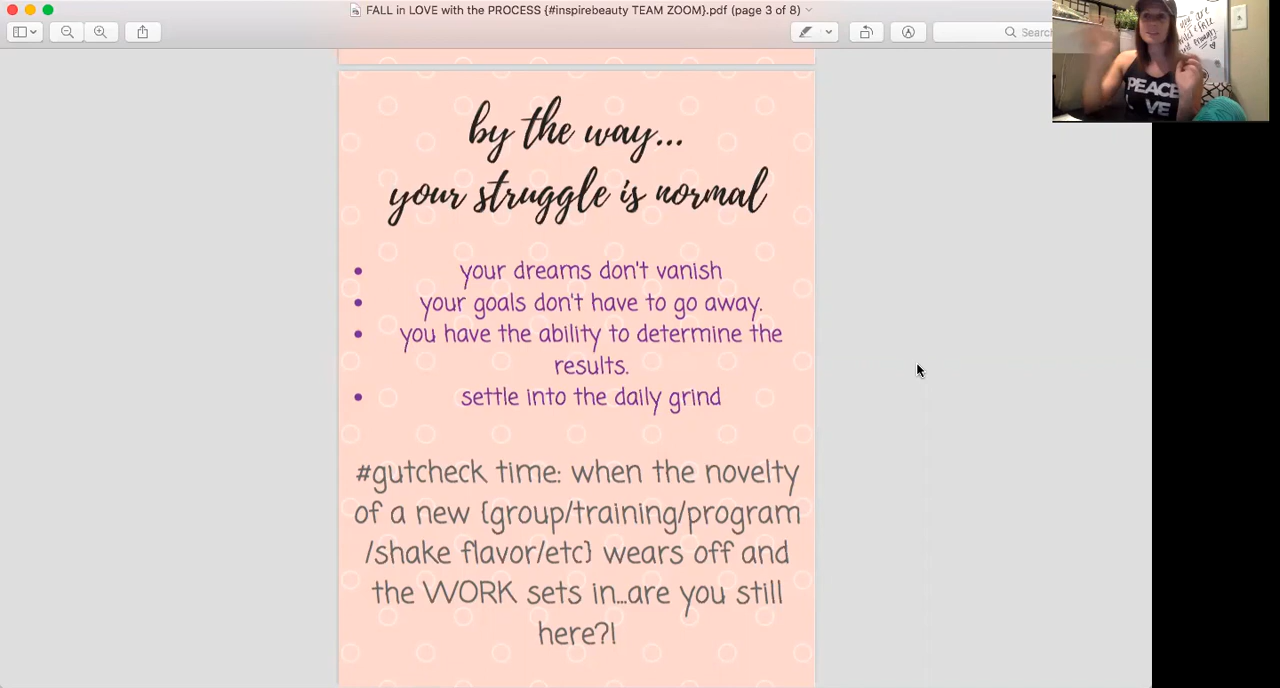 FALL in LOVE with the PROCESS {#inspirebeauty TEAM ZOOM}.pdf (page 3 of 8)
Search
you are
enough
PEACE
by the way...
your struggle is normal
• your dreams don't vanish
• your goals don't have to go away.
• you have the ability to determine the
results.
• settle into the daily grind
#gutcheck time: when the novelty
of a new {group/training/program
/shake flavor/etc} wears off and
the WORK sets in...are you still
here?!